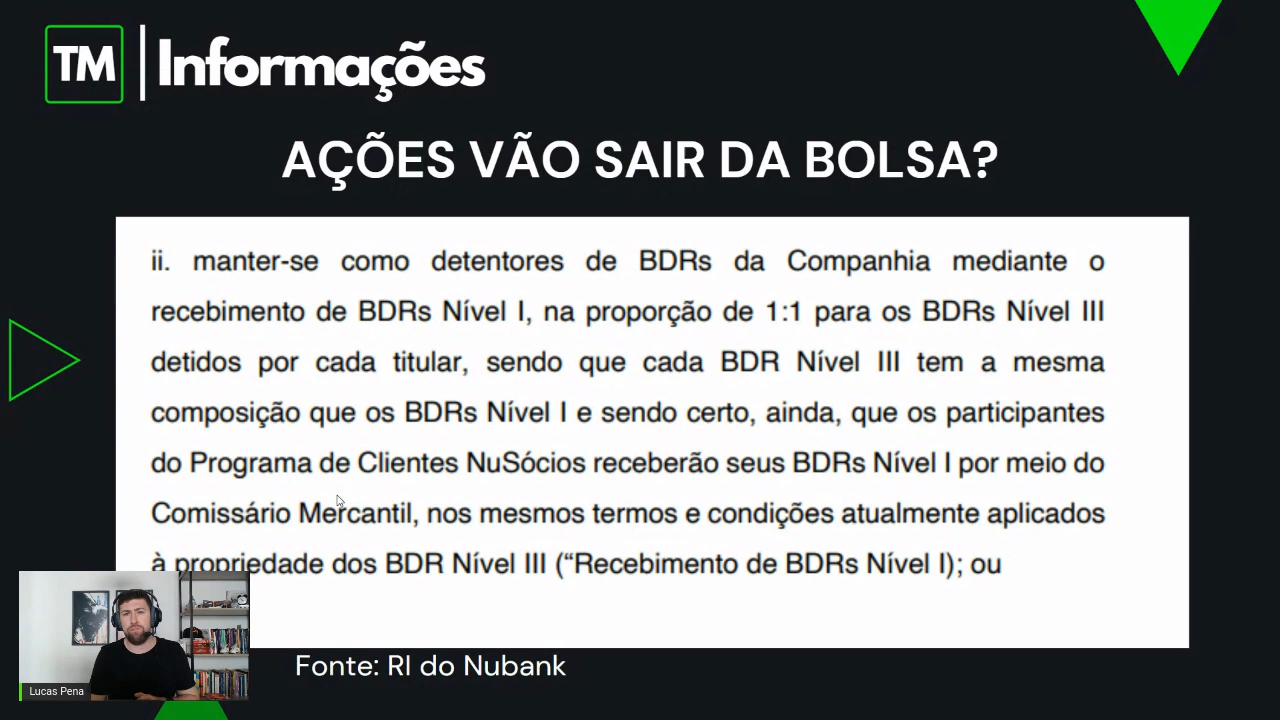 TM
Informações
AÇÕES VÃO SAIR DA BOLSA?
ii. manter-se como detentores de BDRs da Companhia mediante o
recebimento de BDRs Nível I, na proporção de 1:1 para os BDRs Nível III
detidos por cada titular, sendo que cada BDR Nível III tem a mesma
composição que os BDRs Nível I e sendo certo, ainda, que os participantes
do Programa de Clientes NuSócios receberão seus BDRs Nível I por meio do
Comissário Mercantil, nos mesmos termos e condições atualmente aplicados
à propriedade dos BDR Nível III (“Recebimento de BDRs Nível I); ou
Lucas Pena
Fonte: RI do Nubank